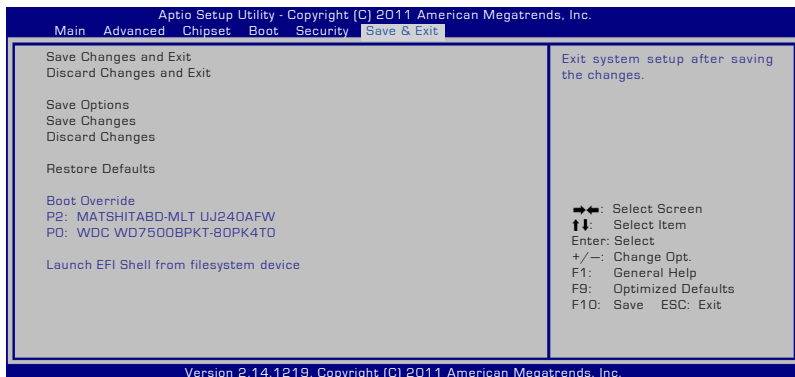 Aptio Setup Utility - Copyright (C) 2011 American Megatrends, Inc.
Main Advanced Chipset Boot Security Save & Exit
Save Changes and Exit
Discard Changes and Exit
Save Options
Save Changes
Discard Changes
Restore Defaults
Boot Override
P2: MATSHITABD-MLT UJ240AFW
P0: WDC WD7500BPKT-80PK4T0
Launch EFI Shell from filesystem device
Exit system setup after saving
the changes.
→←: Select Screen
↑↓: Select Item
Enter: Select
+/—: Change Opt.
F1: General Help
F9: Optimized Defaults
F10: Save ESC: Exit
Version 2.14.1219. Copyright (C) 2011 American Megatrends, Inc.